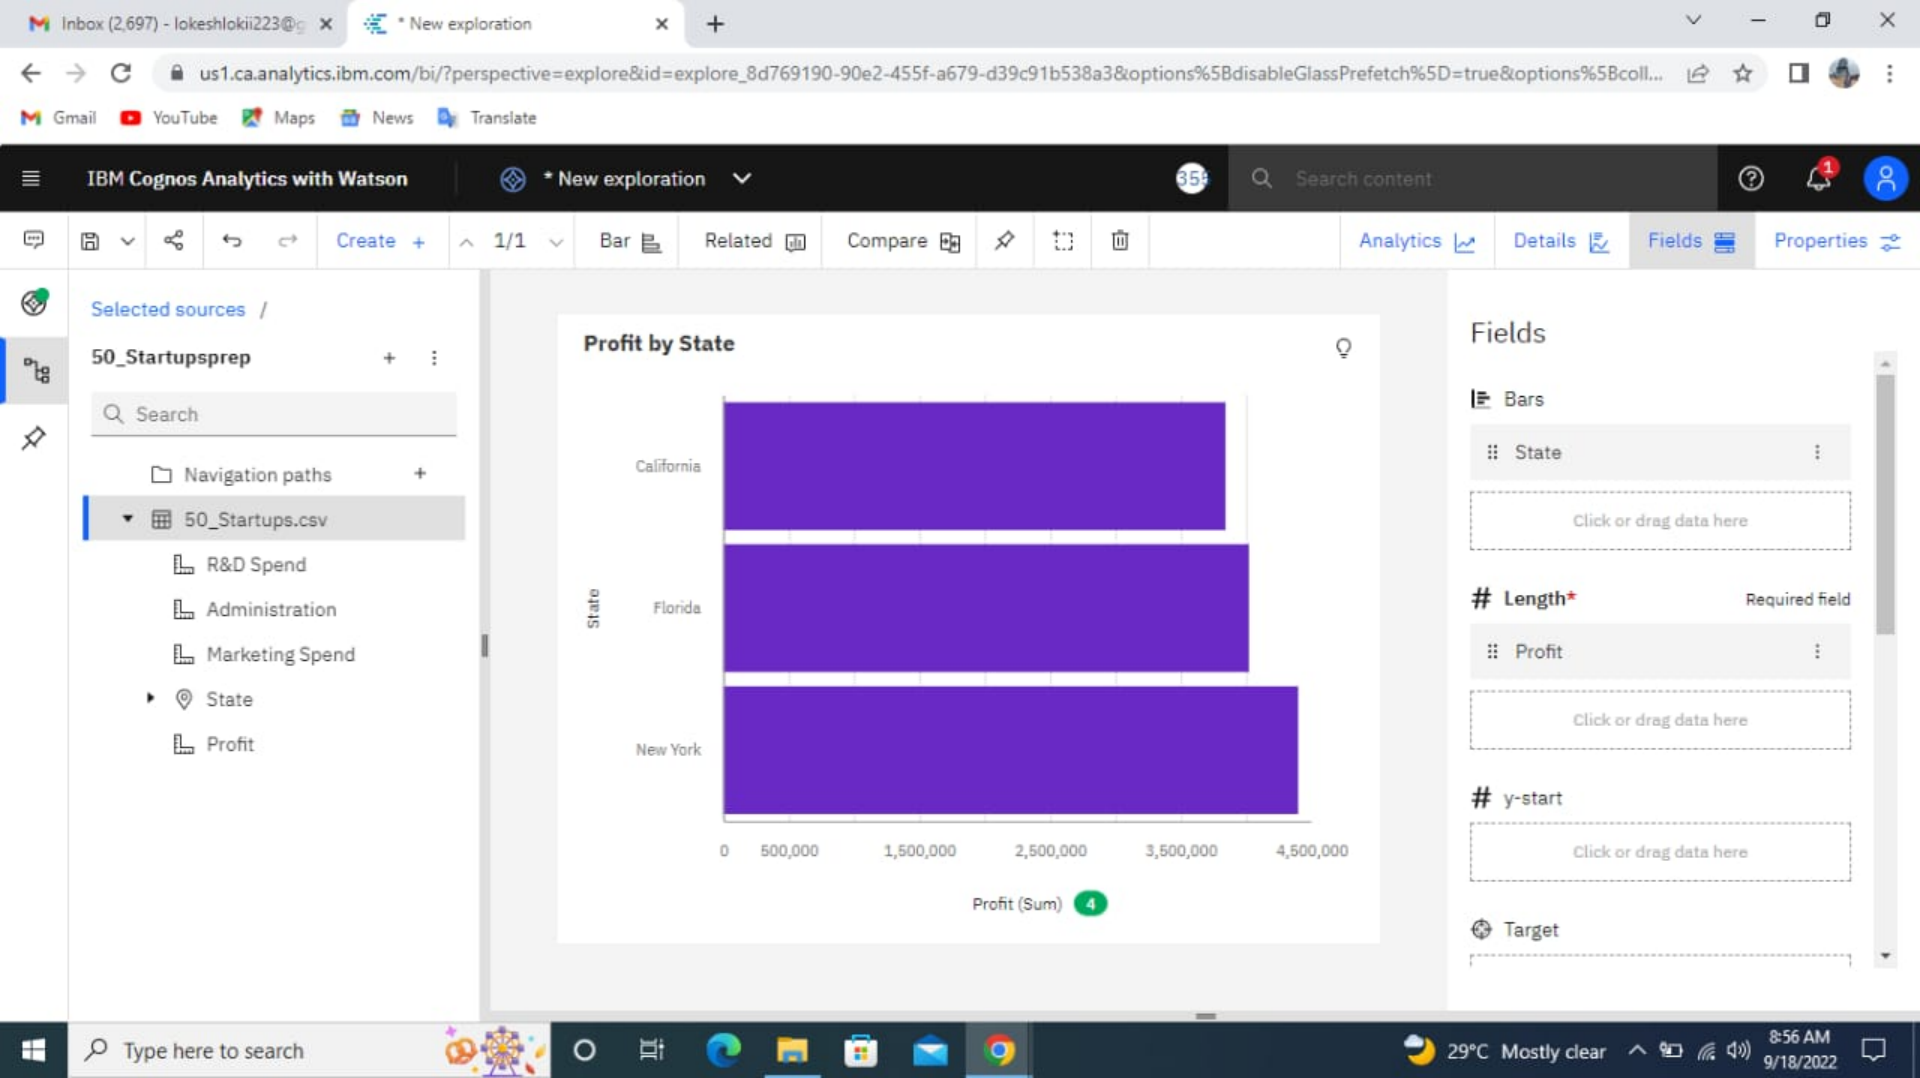 Inbox (2,697) - lokeshlokii223@g
* New exploration
us1.ca.analytics.ibm.com/bi/?perspective=explore&id=explore_8d769190-90e2-455f-a679-d39c91b538a3&options%5BdisableGlassPrefetch%5D=true&options%5Bcoll...
Gmail YouTube Maps News Translate
IBM Cognos Analytics with Watson
* New exploration
Search content
1
Create + 1/1 Bar Related Compare Analytics Details Fields Properties
Selected sources /
50_Startupsprep
Search
Navigation paths
50_Startups.csv
R&D Spend
Administration
Marketing Spend
State
Profit
Profit by State
California
Florida
New York
State
0 500,000 1,500,000 2,500,000 3,500,000 4,500,000
Profit (Sum) 4
Fields
Bars
State
Click or drag data here
# Length* Required field
Profit
Click or drag data here
# y-start
Click or drag data here
Target
Type here to search
29°C Mostly clear
8:56 AM
9/18/2022